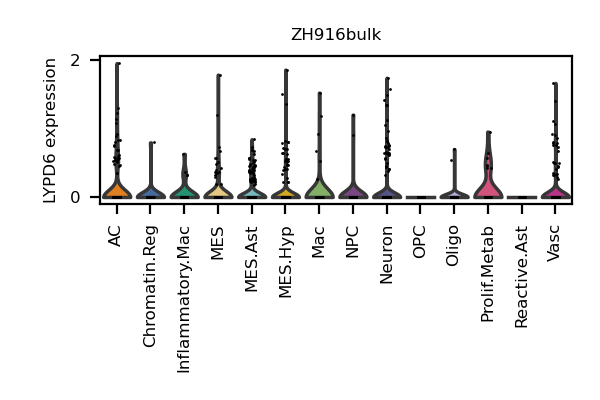 ZH916bulk
LYPD6 expression
2
0
AC
Chromatin.Reg
Inflammatory.Mac
MES
MES.Ast
MES.Hyp
Mac
NPC
Neuron
OPC
Oligo
Prolif.Metab
Reactive.Ast
Vasc